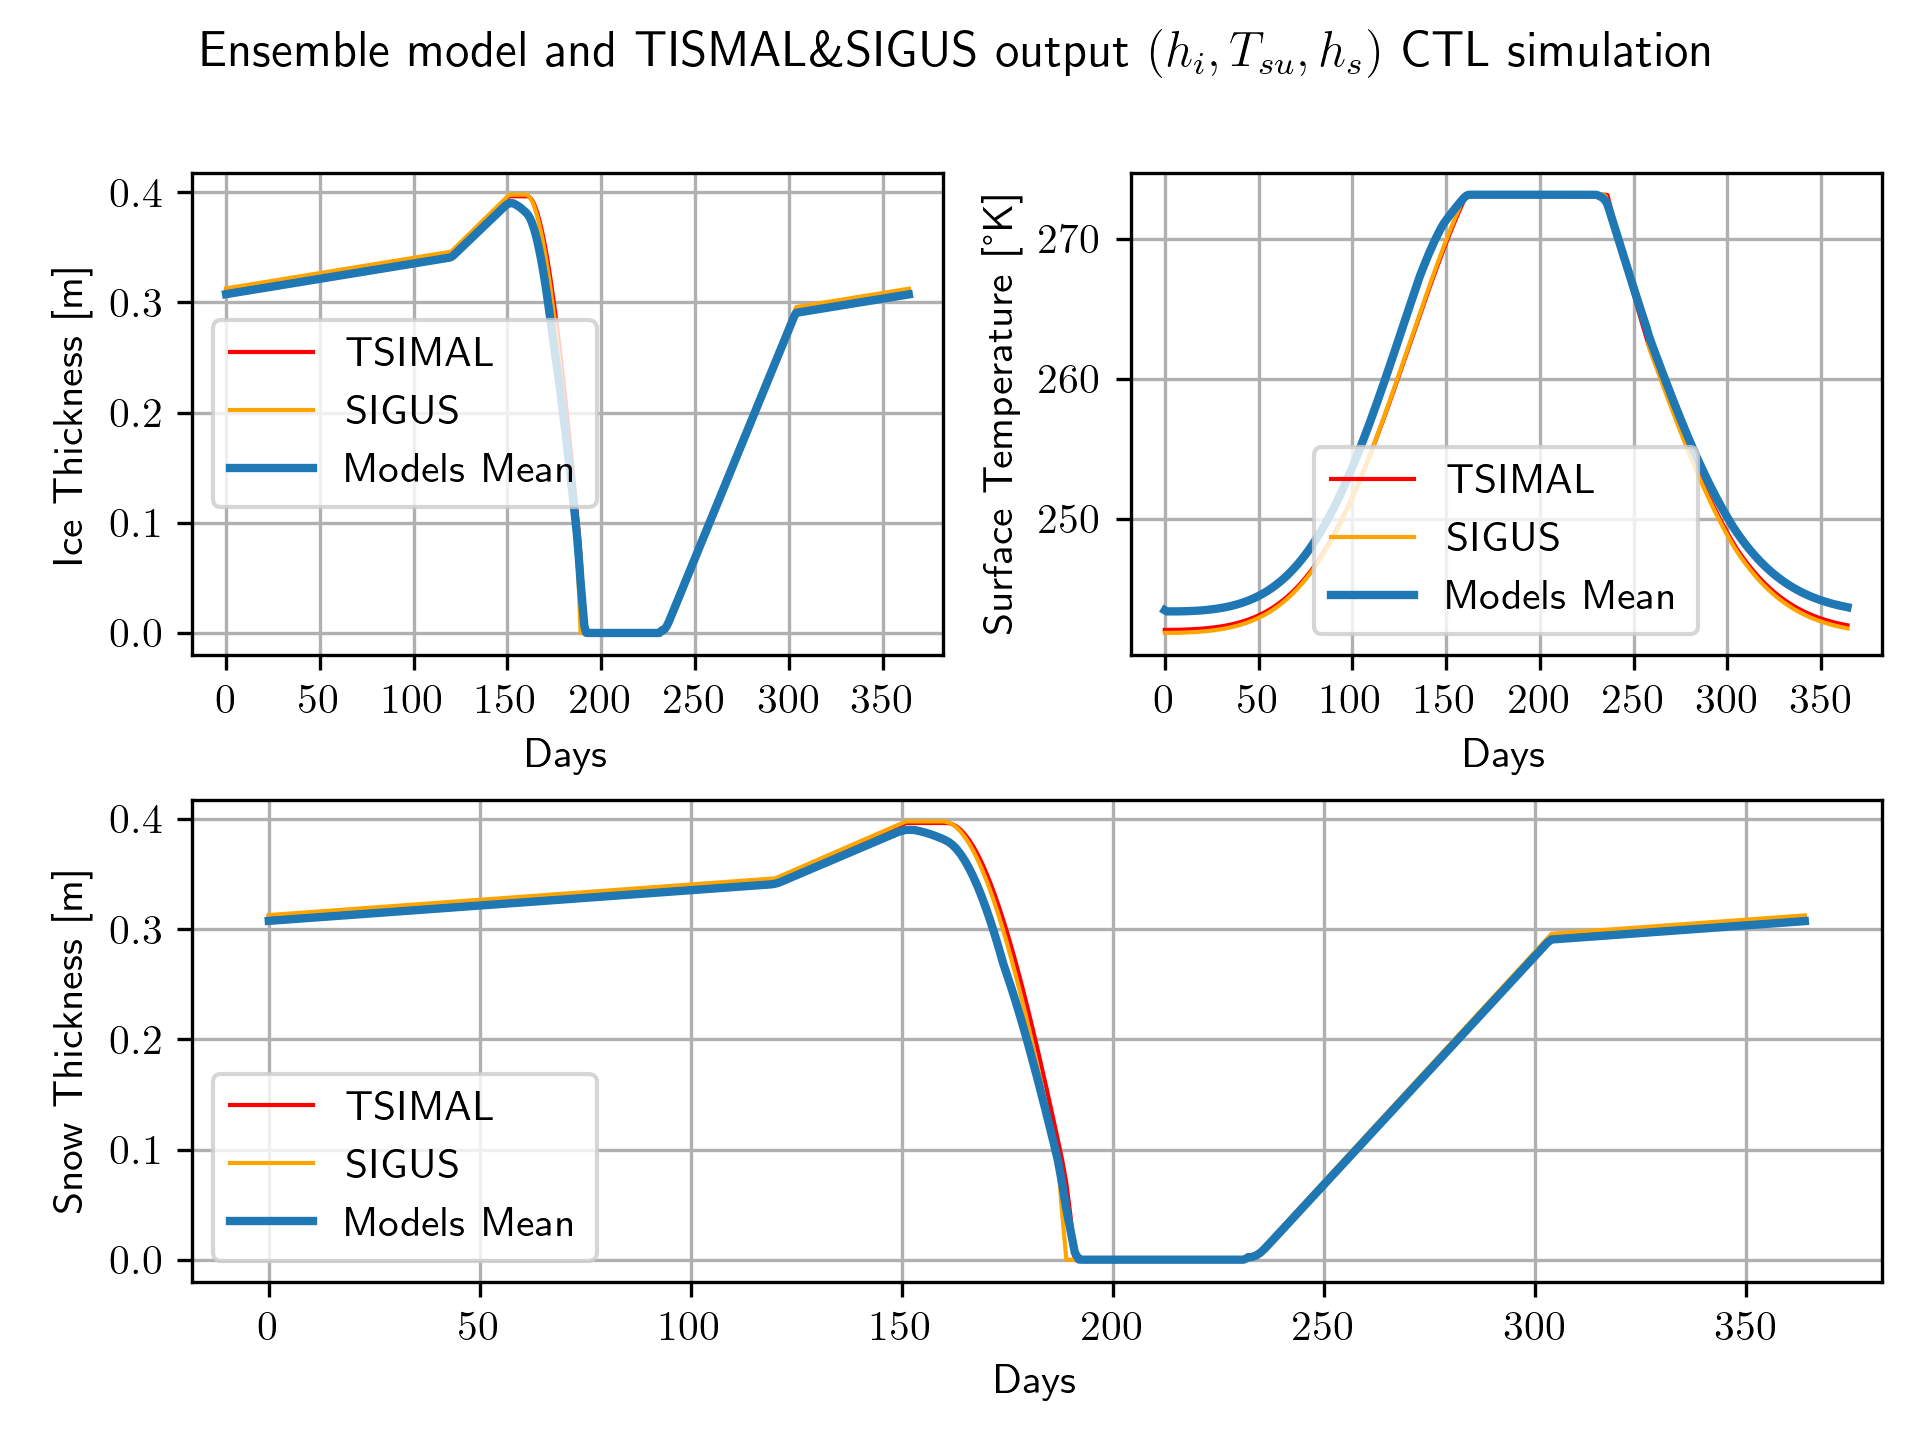 Ensemble model and TISMAL&SIGUS output (h_i, T_su, h_s) CTL simulation
Ice Thickness [m]
0.4
0.3
0.2
0.1
0.0
TSIMAL
SIGUS
Models Mean
0 50 100 150 200 250 300 350
Days
Surface Temperature [°K]
270
260
250
TSIMAL
SIGUS
Models Mean
0 50 100 150 200 250 300 350
Days
Snow Thickness [m]
0.4
0.3
0.2
0.1
0.0
TSIMAL
SIGUS
Models Mean
0 50 100 150 200 250 300 350
Days